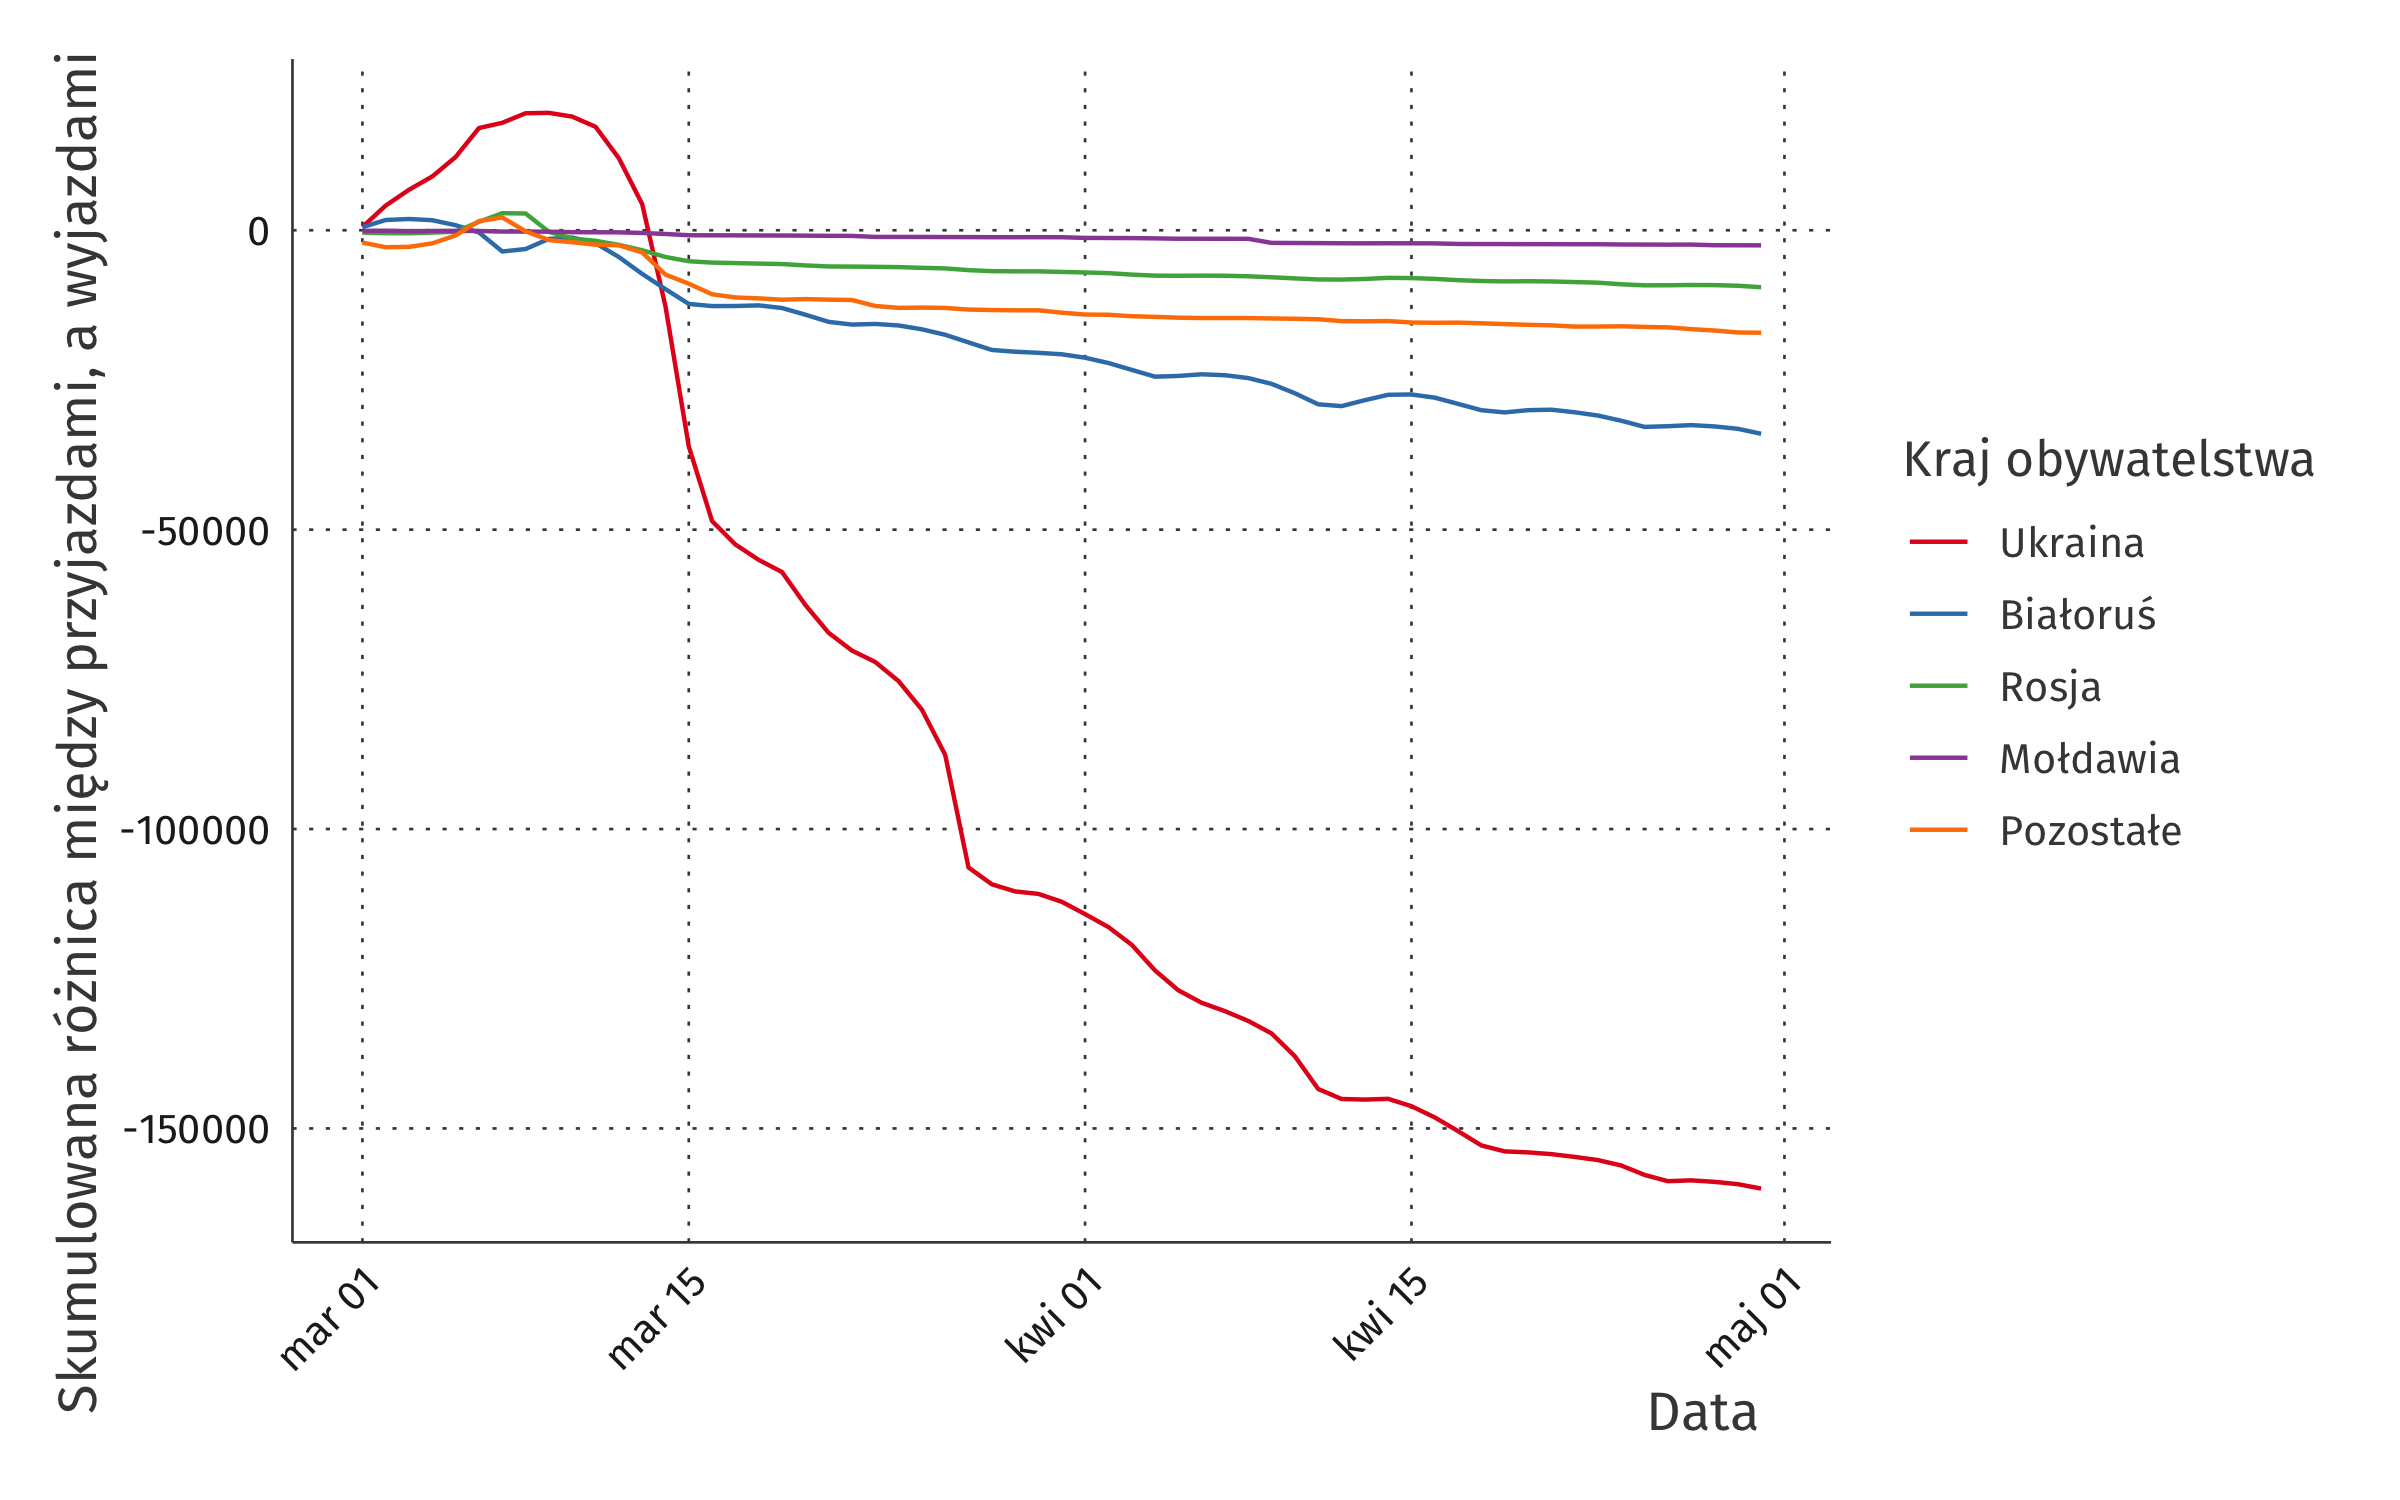 Skumulowana różnica między przyjazdami, a wyjazdami
0
-50000
-100000
-150000
mar 01
mar 15
kwi 01
kwi 15
maj 01
Data
Kraj obywatelstwa
Ukraina
Białoruś
Rosja
Mołdawia
Pozostałe